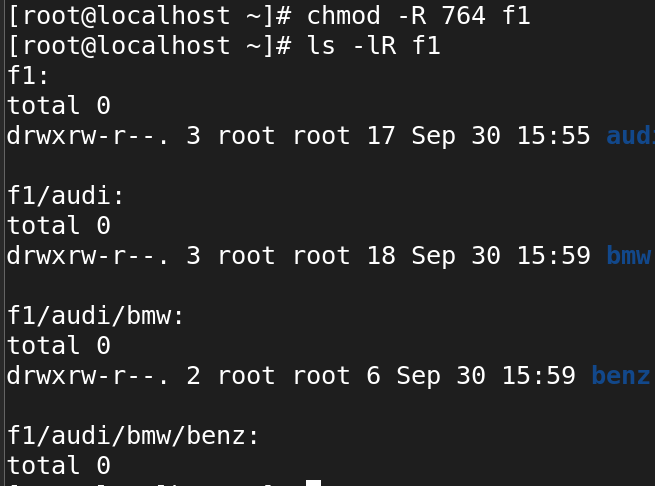 [root@localhost ~]# chmod -R 764 f1
[root@localhost ~]# ls -lR f1
f1:
total 0
drwxrw-r--. 3 root root 17 Sep 30 15:55 audi
f1/audi:
total 0
drwxrw-r--. 3 root root 18 Sep 30 15:59 bmw
f1/audi/bmw:
total 0
drwxrw-r--. 2 root root 6 Sep 30 15:59 benz
f1/audi/bmw/benz:
total 0